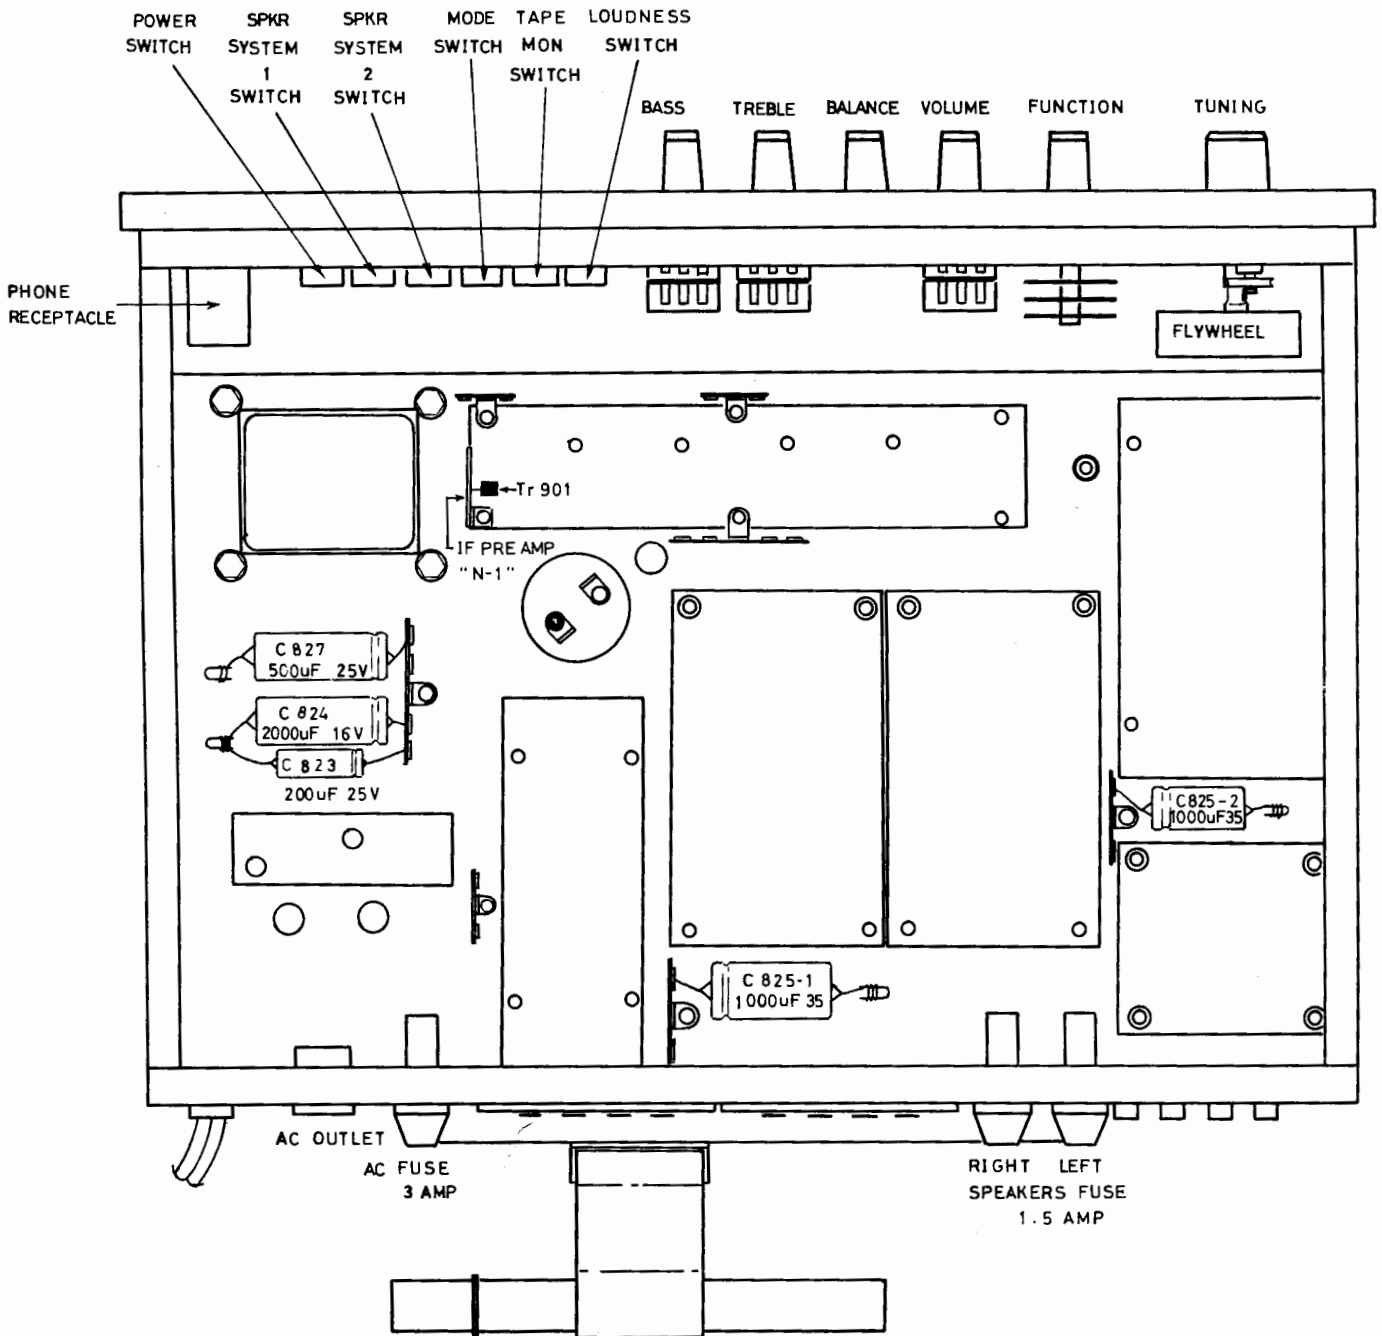 POWER
SWITCH
SPKR
SYSTEM
1
SWITCH
SPKR
SYSTEM
2
SWITCH
MODE
SWITCH
TAPE
MON
SWITCH
LOUDNESS
SWITCH
BASS
TREBLE
BALANCE
VOLUME
FUNCTION
TUNING
PHONE
RECEPTACLE
FLYWHEEL
Tr 901
IF PRE AMP
"N-1"
C 827
500uF 25V
C 824
2000uF 16V
C 823
200uF 25V
C825-2
1000uF35
C 825-1
1000uF 35
AC OUTLET
AC FUSE
3 AMP
RIGHT LEFT
SPEAKERS FUSE
1.5 AMP